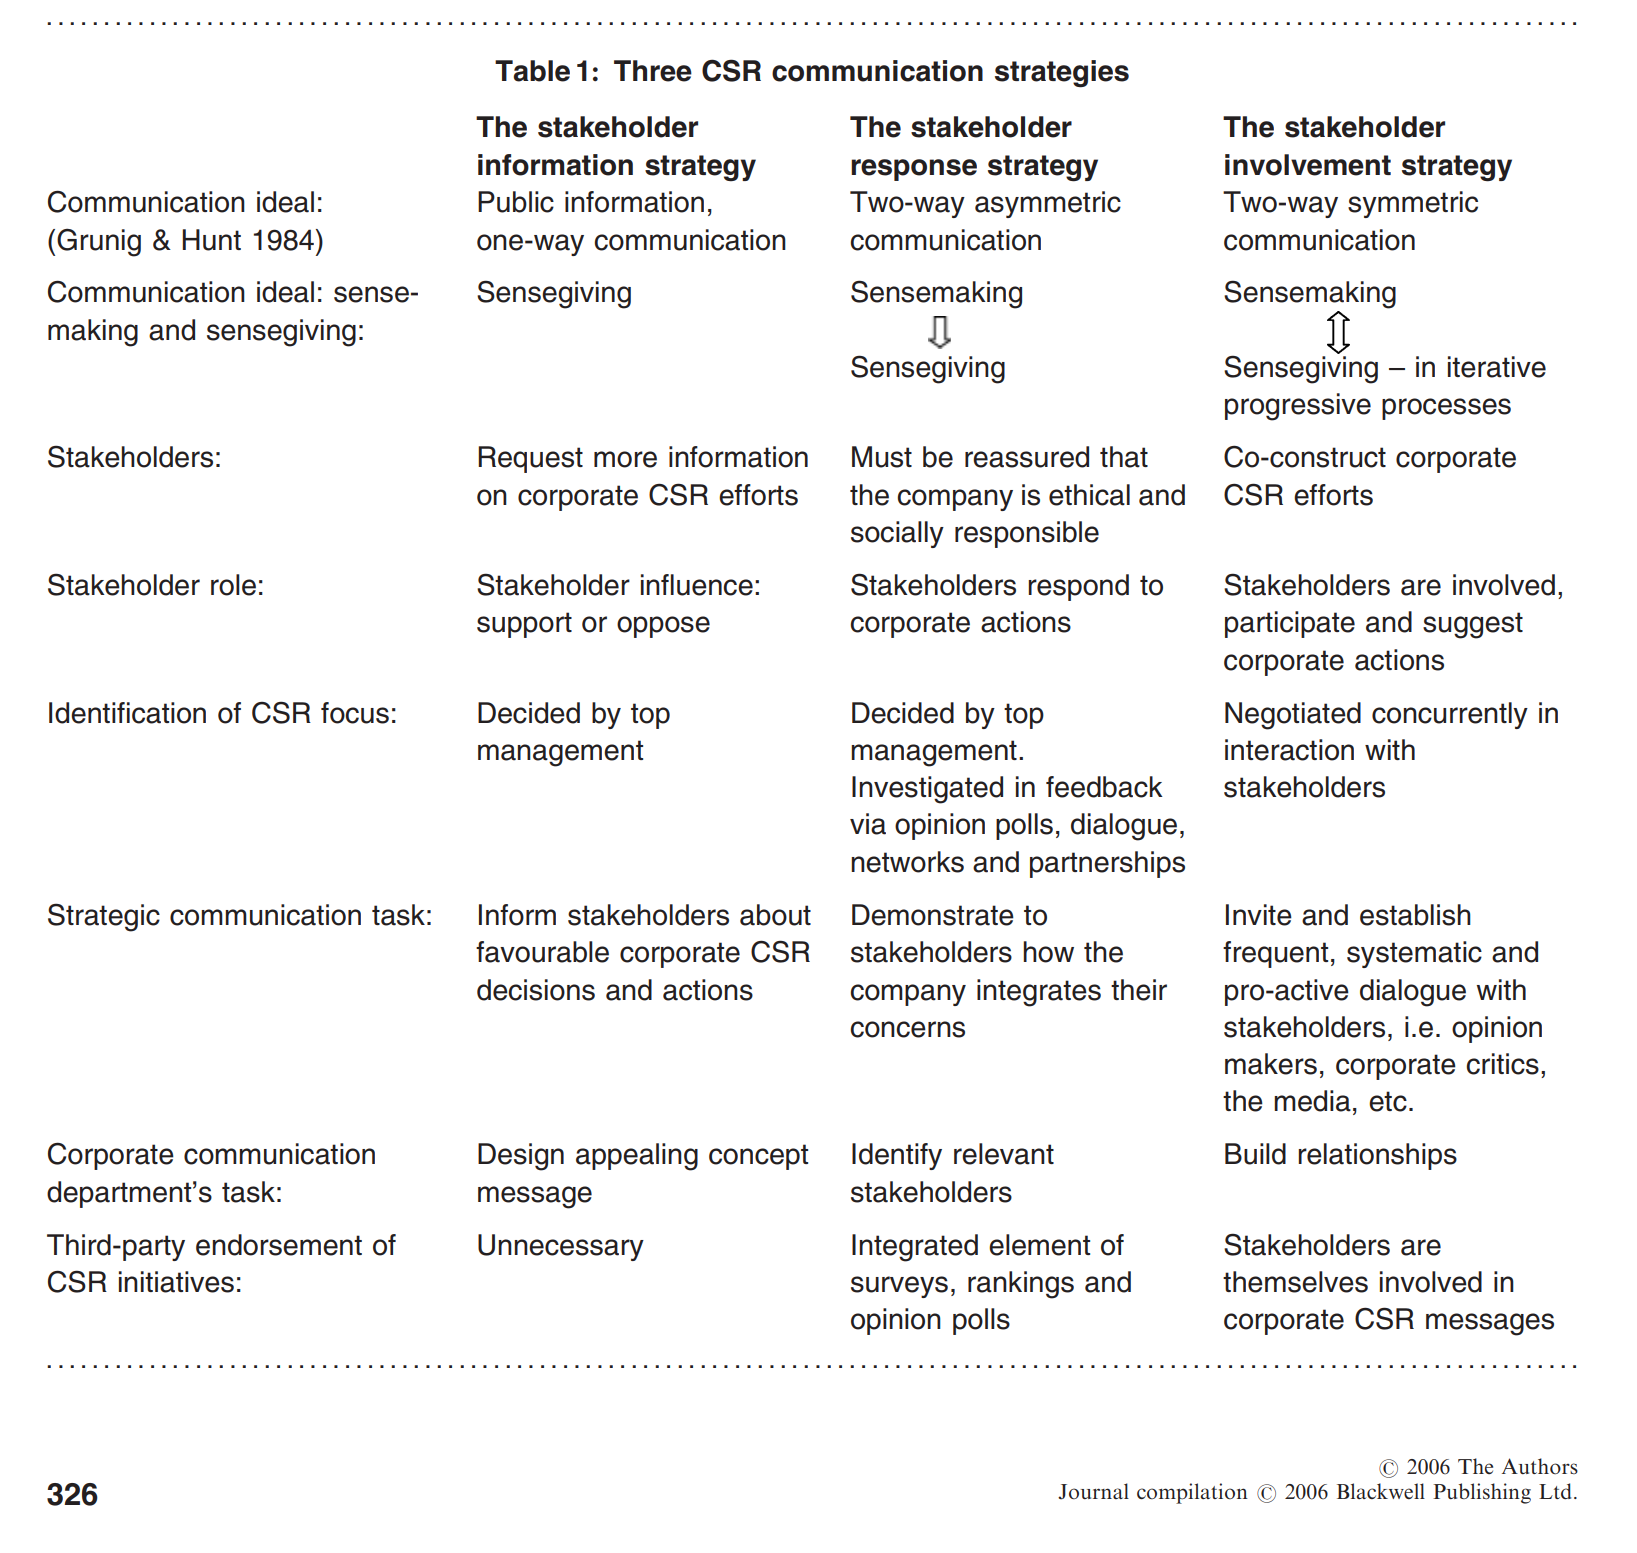 Table 1: Three CSR communication strategies
The stakeholder information strategy
The stakeholder response strategy
The stakeholder involvement strategy
Communication ideal:
(Grunig & Hunt 1984)
Public information,
one-way communication
Two-way asymmetric
communication
Two-way symmetric
communication
Communication ideal: sense-
making and sensegiving:
Sensegiving
Sensemaking
⇩
Sensegiving
Sensemaking
⇕
Sensegiving – in iterative
progressive processes
Stakeholders:
Request more information
on corporate CSR efforts
Must be reassured that
the company is ethical and
socially responsible
Co-construct corporate
CSR efforts
Stakeholder role:
Stakeholder influence:
support or oppose
Stakeholders respond to
corporate actions
Stakeholders are involved,
participate and suggest
corporate actions
Identification of CSR focus:
Decided by top
management
Decided by top
management.
Investigated in feedback
via opinion polls, dialogue,
networks and partnerships
Negotiated concurrently in
interaction with
stakeholders
Strategic communication task:
Inform stakeholders about
favourable corporate CSR
decisions and actions
Demonstrate to
stakeholders how the
company integrates their
concerns
Invite and establish
frequent, systematic and
pro-active dialogue with
stakeholders, i.e. opinion
makers, corporate critics,
the media, etc.
Corporate communication
department's task:
Design appealing concept
message
Identify relevant
stakeholders
Build relationships
Third-party endorsement of
CSR initiatives:
Unnecessary
Integrated element of
surveys, rankings and
opinion polls
Stakeholders are
themselves involved in
corporate CSR messages
326
© 2006 The Authors
Journal compilation © 2006 Blackwell Publishing Ltd.